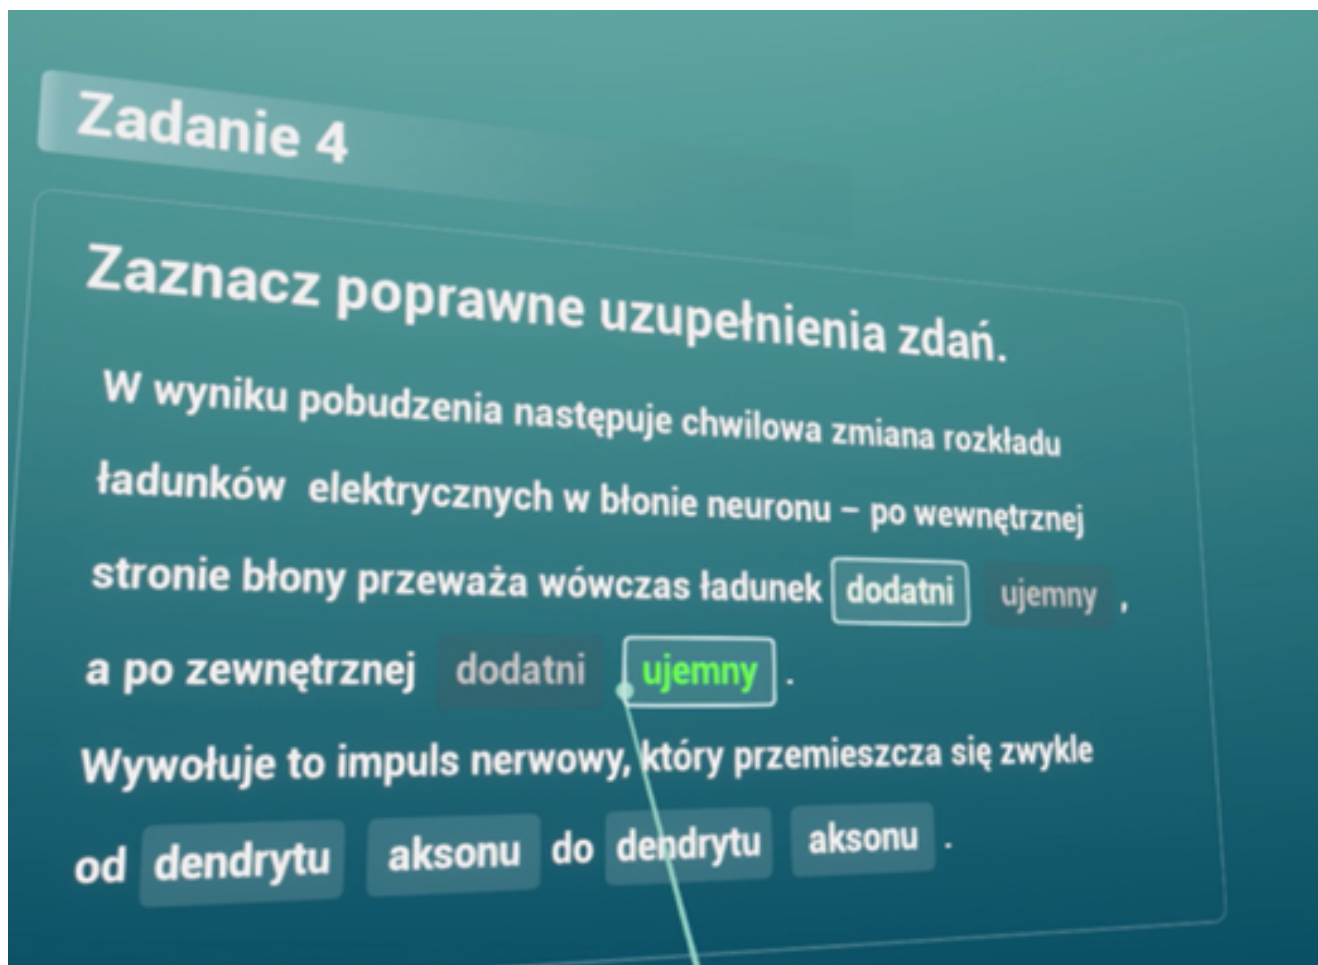 Zadanie 4
Zaznacz poprawne uzupełnienia zdań.
W wyniku pobudzenia następuje chwilowa zmiana rozkładu
ładunków elektrycznych w błonie neuronu – po wewnętrznej
stronie błony przeważa wówczas ładunek dodatni ujemny ,
a po zewnętrznej dodatni ujemny .
Wywołuje to impuls nerwowy, który przemieszcza się zwykle
od dendrytu aksonu do dendrytu aksonu .